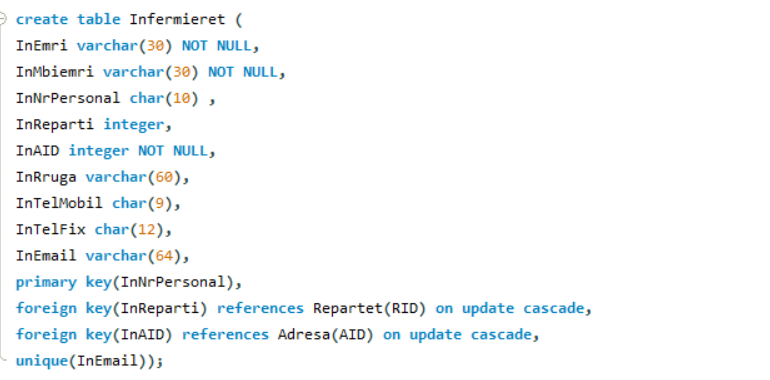 create table Infermieret (
InEmri varchar(30) NOT NULL,
InMbiemri varchar(30) NOT NULL,
InNrPersonal char(10) ,
InReparti integer,
InAID integer NOT NULL,
InRruga varchar(60),
InTelMobil char(9),
InTelFix char(12),
InEmail varchar(64),
primary key(InNrPersonal),
foreign key(InReparti) references Repartet(RID) on update cascade,
foreign key(InAID) references Adresa(AID) on update cascade,
unique(InEmail));